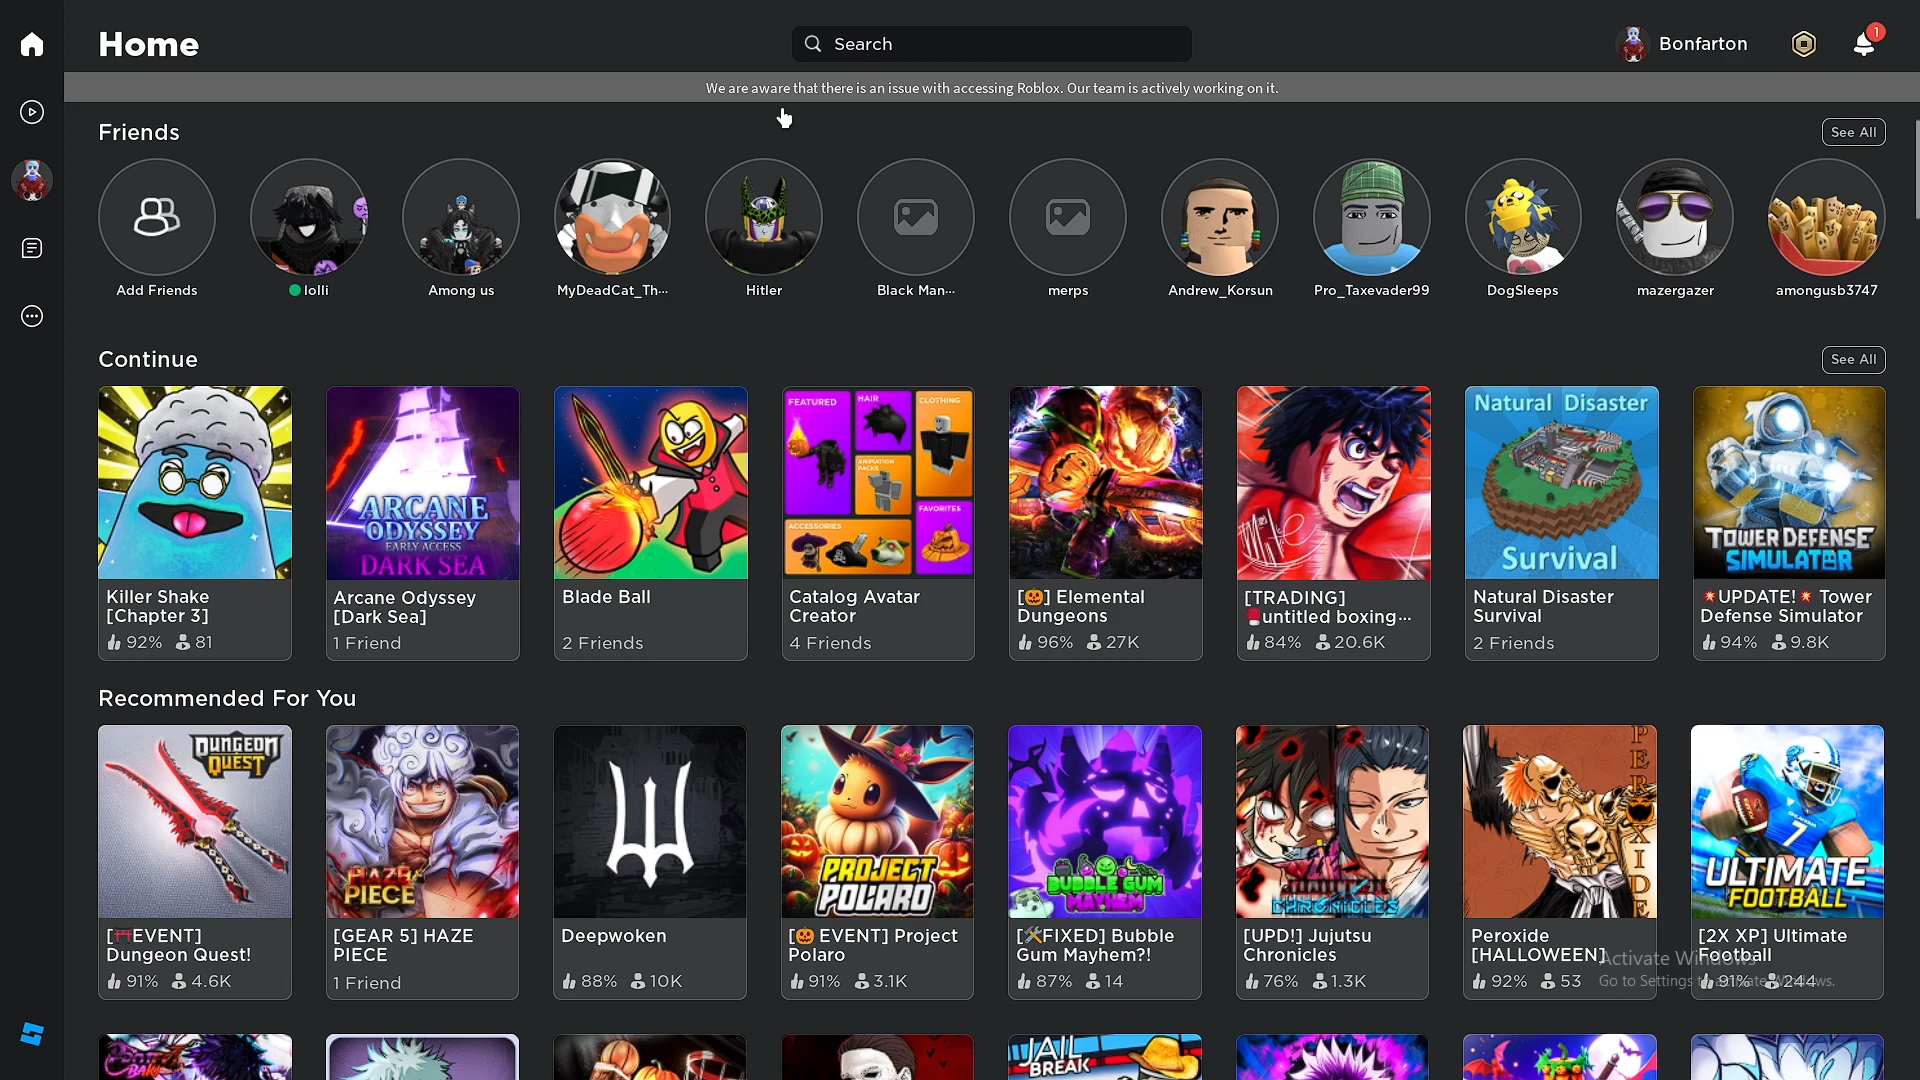 Home
Search
Bonfarton
1
We are aware that there is an issue with accessing Roblox. Our team is actively working on it.
Friends
See All
Add Friends
lolli
Among us
MyDeadCat_Th...
Hitler
Black Man...
merps
Andrew_Korsun
Pro_Taxevader99
DogSleeps
mazergazer
amongusb3747
Continue
See All
ARCANE
ODYSSEY
EARLY ACCESS
DARK SEA
FEATURED
HAIR
CLOTHING
ANIMATION
PACKS
ACCESSORIES
FAVORITES
Natural Disaster
Survival
TOWER DEFENSE
SIMULATOR
Killer Shake
[Chapter 3]
92% 81
Arcane Odyssey
[Dark Sea]
1 Friend
Blade Ball
2 Friends
Catalog Avatar
Creator
4 Friends
[🎃] Elemental
Dungeons
96% 27K
[TRADING]
🥊untitled boxing...
84% 20.6K
Natural Disaster
Survival
2 Friends
💥UPDATE!💥 Tower
Defense Simulator
94% 9.8K
Recommended For You
DUNGEON
QUEST
HAZE
PIECE
PROJECT
POLARO
BUBBLE GUM
MAYHEM
CHRONICLES
PEROXIDE
OKLAHOMA
7
ULTIMATE
FOOTBALL
[⛩️EVENT]
Dungeon Quest!
91% 4.6K
[GEAR 5] HAZE
PIECE
1 Friend
Deepwoken
88% 10K
[🎃 EVENT] Project
Polaro
91% 3.1K
[🛠️FIXED] Bubble
Gum Mayhem?!
87% 14
[UPD!] Jujutsu
Chronicles
76% 1.3K
Peroxide
[HALLOWEEN]
92% 53
[2X XP] Ultimate
Football
91% 244
Activate Windows
Go to Settings to activate Windows.
JAIL
BREAK